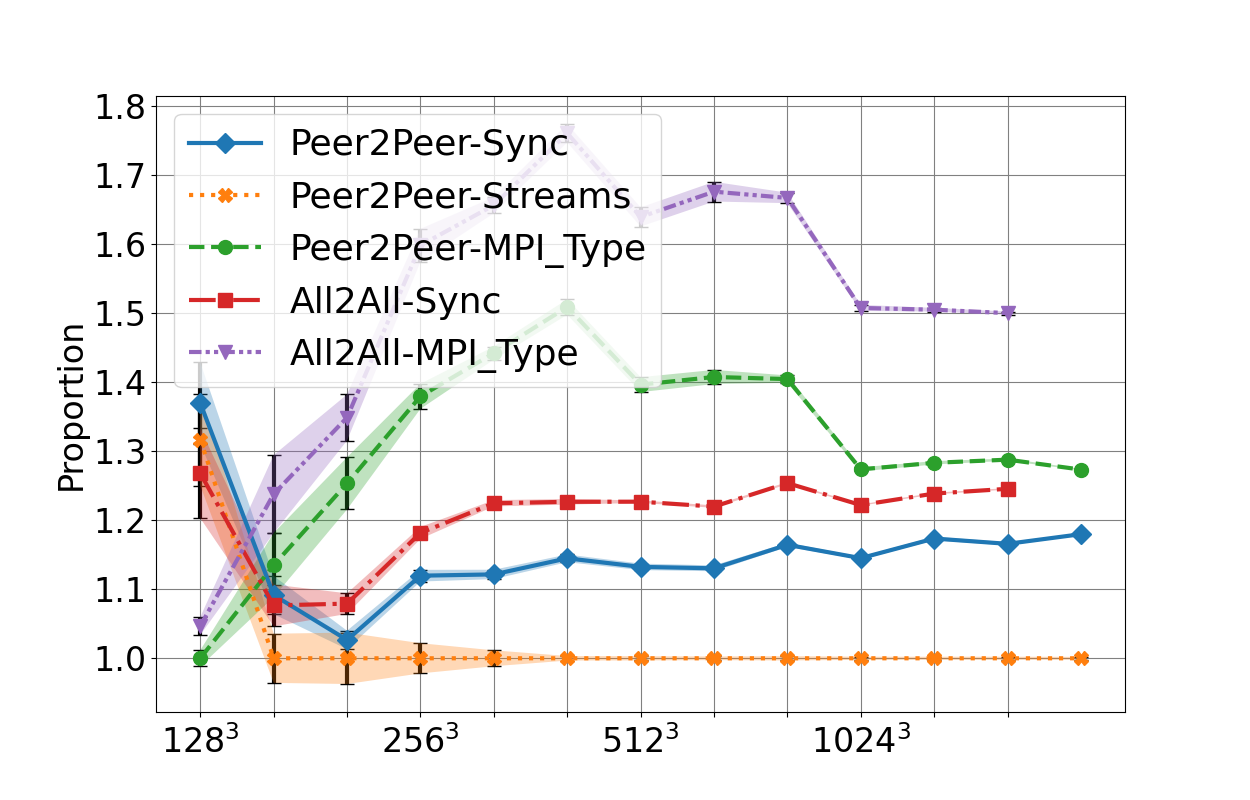 1.8
1.7
1.6
1.5
1.4
1.3
1.2
1.1
1.0
Proportion
Peer2Peer-Sync
Peer2Peer-Streams
Peer2Peer-MPI_Type
All2All-Sync
All2All-MPI_Type
128³
256³
512³
1024³